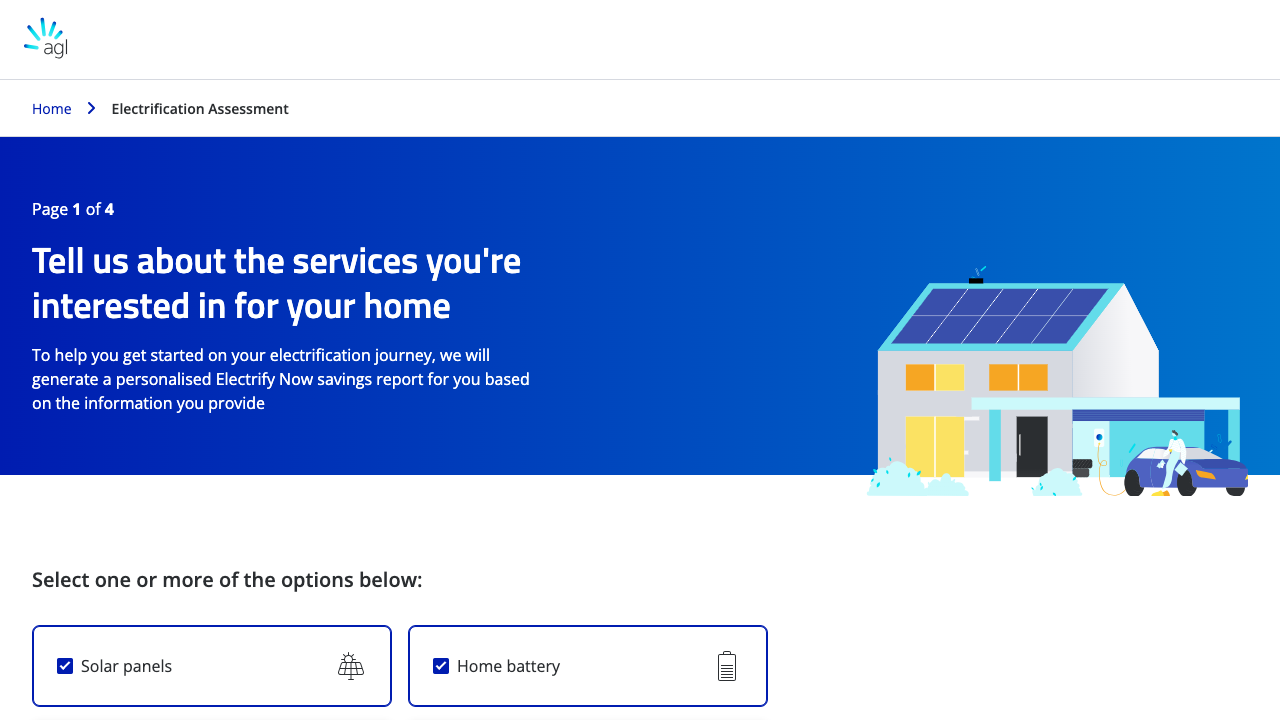 agl
Home
Electrification Assessment
Page 1 of 4
Tell us about the services you're
interested in for your home
To help you get started on your electrification journey, we will
generate a personalised Electrify Now savings report for you based
on the information you provide
Select one or more of the options below:
Solar panels
Home battery